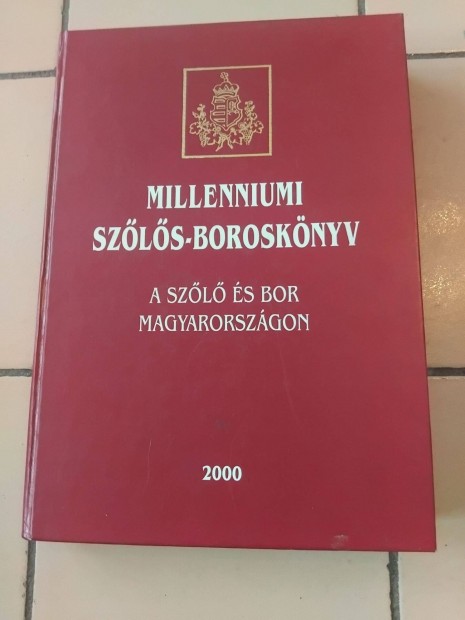 MILLENNIUMI
SZŐLŐS-BOROSKÖNYV
A SZŐLŐ ÉS BOR
MAGYARORSZÁGON
2000